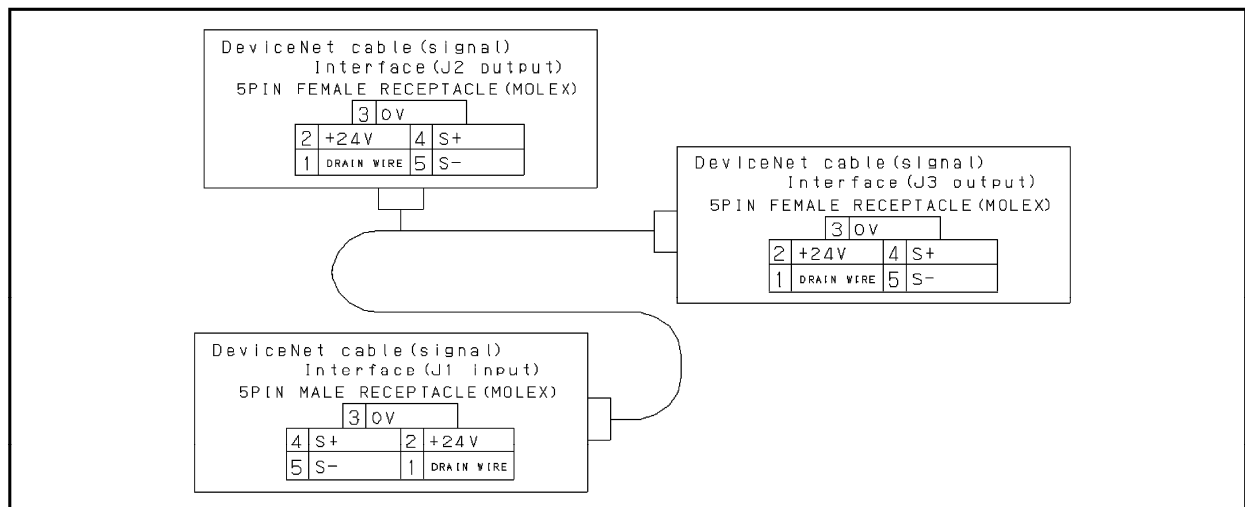 DeviceNet cable(signal)
Interface(J2 output)
5PIN FEMALE RECEPTACLE(MOLEX)
3 0V
2 +24V 4 S+
1 DRAIN WIRE 5 S-
DeviceNet cable(signal)
Interface(J3 output)
5PIN FEMALE RECEPTACLE(MOLEX)
3 0V
2 +24V 4 S+
1 DRAIN WIRE 5 S-
DeviceNet cable(signal)
Interface(J1 input)
5PIN MALE RECEPTACLE(MOLEX)
3 0V
4 S+ 2 +24V
5 S- 1 DRAIN WIRE